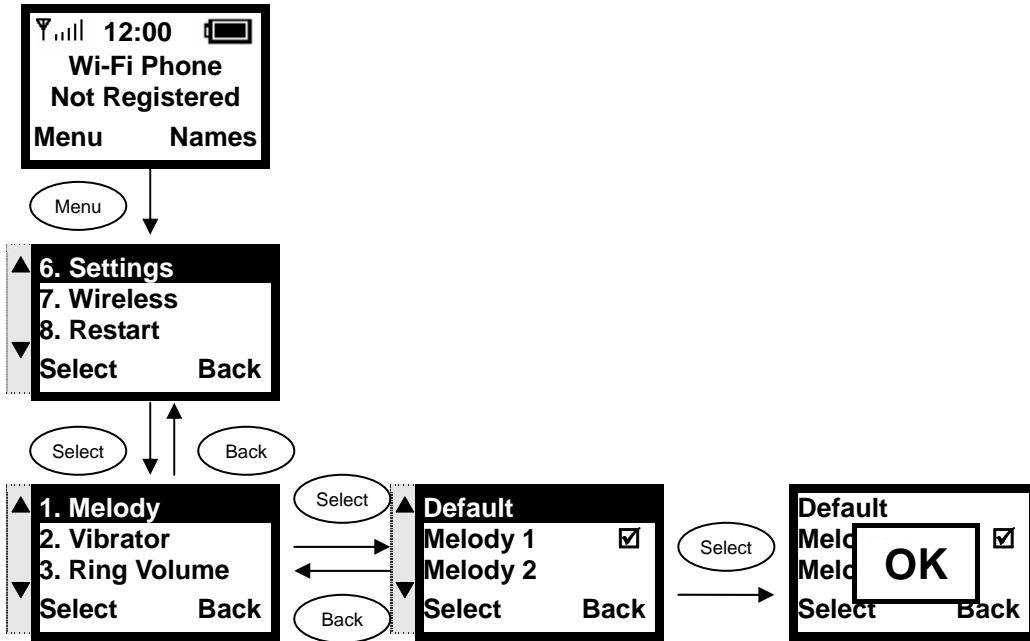 12:00
Wi-Fi Phone
Not Registered
Menu Names
Menu
6. Settings
7. Wireless
8. Restart
Select Back
Select
Back
1. Melody
2. Vibrator
3. Ring Volume
Select Back
Select
Back
Default
Melody 1
Melody 2
Select Back
Select
Default
Melo
Melo
OK
Select Back